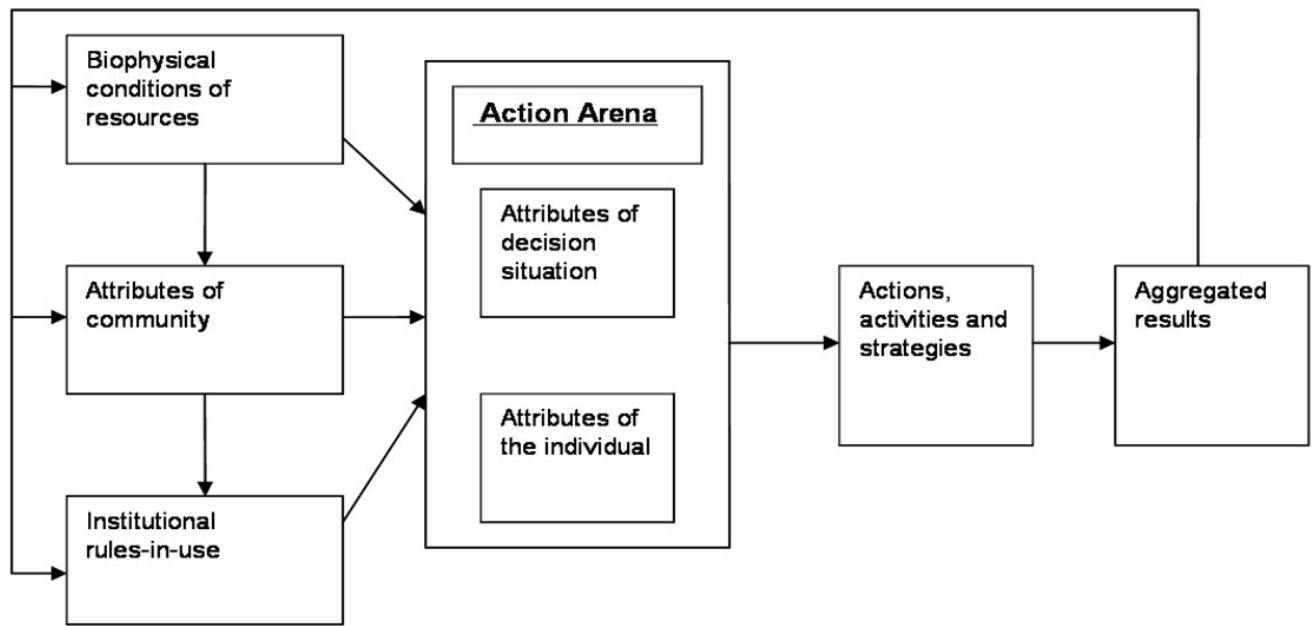 Biophysical
conditions of
resources
Action Arena
Attributes of
decision
situation
Attributes of
community
Actions,
activities and
strategies
Aggregated
results
Attributes of
the individual
Institutional
rules-in-use